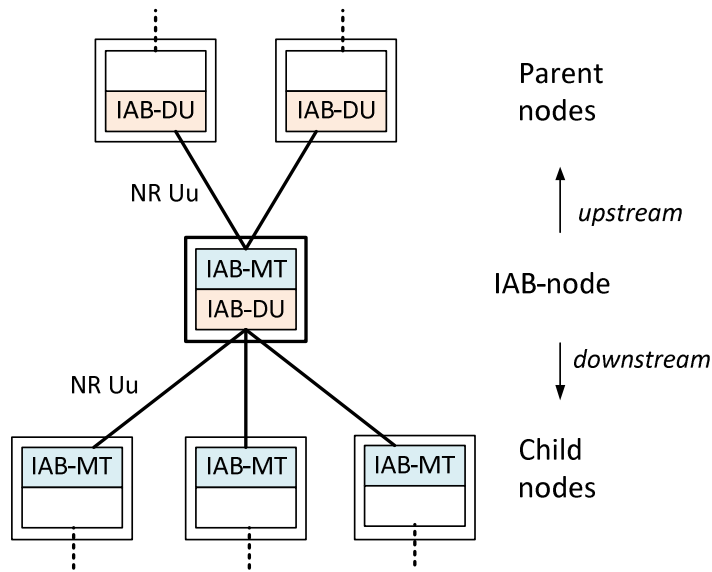 IAB-DU
IAB-DU
Parent
nodes
NR Uu
upstream
IAB-MT
IAB-DU
IAB-node
NR Uu
downstream
IAB-MT
IAB-MT
IAB-MT
Child
nodes